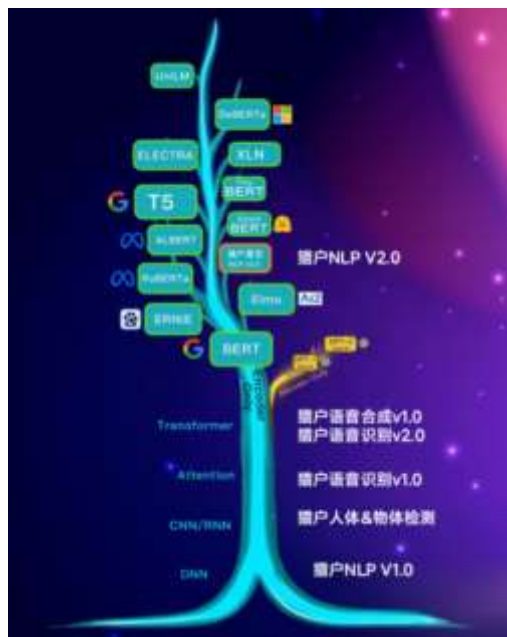 UniLM
DeBERTa
ELECTRA
XLN
BERT
G
T5
BERT
ALBERT
猎户NLP V2.0
RoBERTa
Elmo
AI2
ERNIE
G
BERT
Transformer
猎户语音合成v1.0
猎户语音识别v2.0
Attention
猎户语音识别v1.0
CNN/RNN
猎户人体&物体检测
DNN
猎户NLP V1.0